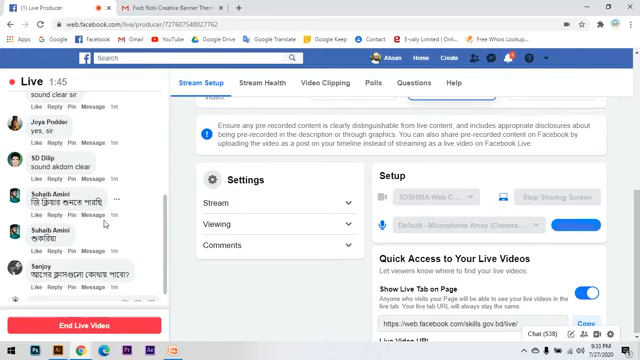 (1) Live Producer
Fwd: Robi Creative Banner Them
web.facebook.com/live/producer/727607548027762
Apps
Google
Facebook
Gmail
YouTube
Google Drive
Google Translate
Google Keep
Contact
E-valy Limited
Free Whois Lookup...
Search
Ahsan
Home
Create
Live 1:45
Stream Setup
Stream Health
Video Clipping
Polls
Questions
Help
sound clear sir
Like Reply Pin Message 1m
Joya Podder
yes, sir
Like Reply Pin Message 1m
SD Dilip
sound akdom clear
Like Reply Pin Message 1m
Suhaib Amini
জি ক্লিয়ার শুনতে পারছি
Like Reply Pin Message 1m
Suhaib Amini
শুকরিয়া
Like Reply Pin Message 1m
Sanjoy
আগের ক্লাসগুলো কোথায় পাবো?
Like Reply Pin Message 1m
End Live Video
video.
Ensure any pre-recorded content is clearly distinguishable from live content, and includes appropriate disclosures about
being pre-recorded in the description or through graphics. You can also share pre-recorded content on Facebook by
uploading the video as a post on your timeline instead of streaming as a live video on Facebook Live.
Settings
Stream
Viewing
Comments
Setup
TOSHIBA Web C...
Stop Sharing Screen
Default - Microphone Array (Conexa...
Quick Access to Your Live Videos
Let viewers know where to find your live videos.
Show Live Tab on Page
Anyone who visits your Page will be able to see your live videos in the
live tab. Your live tab URL will always stay the same.
https://web.facebook.com/skills.gov.bd/live/
Copy
Live Video URL
Chat (538)
9:33 PM
7/27/2020